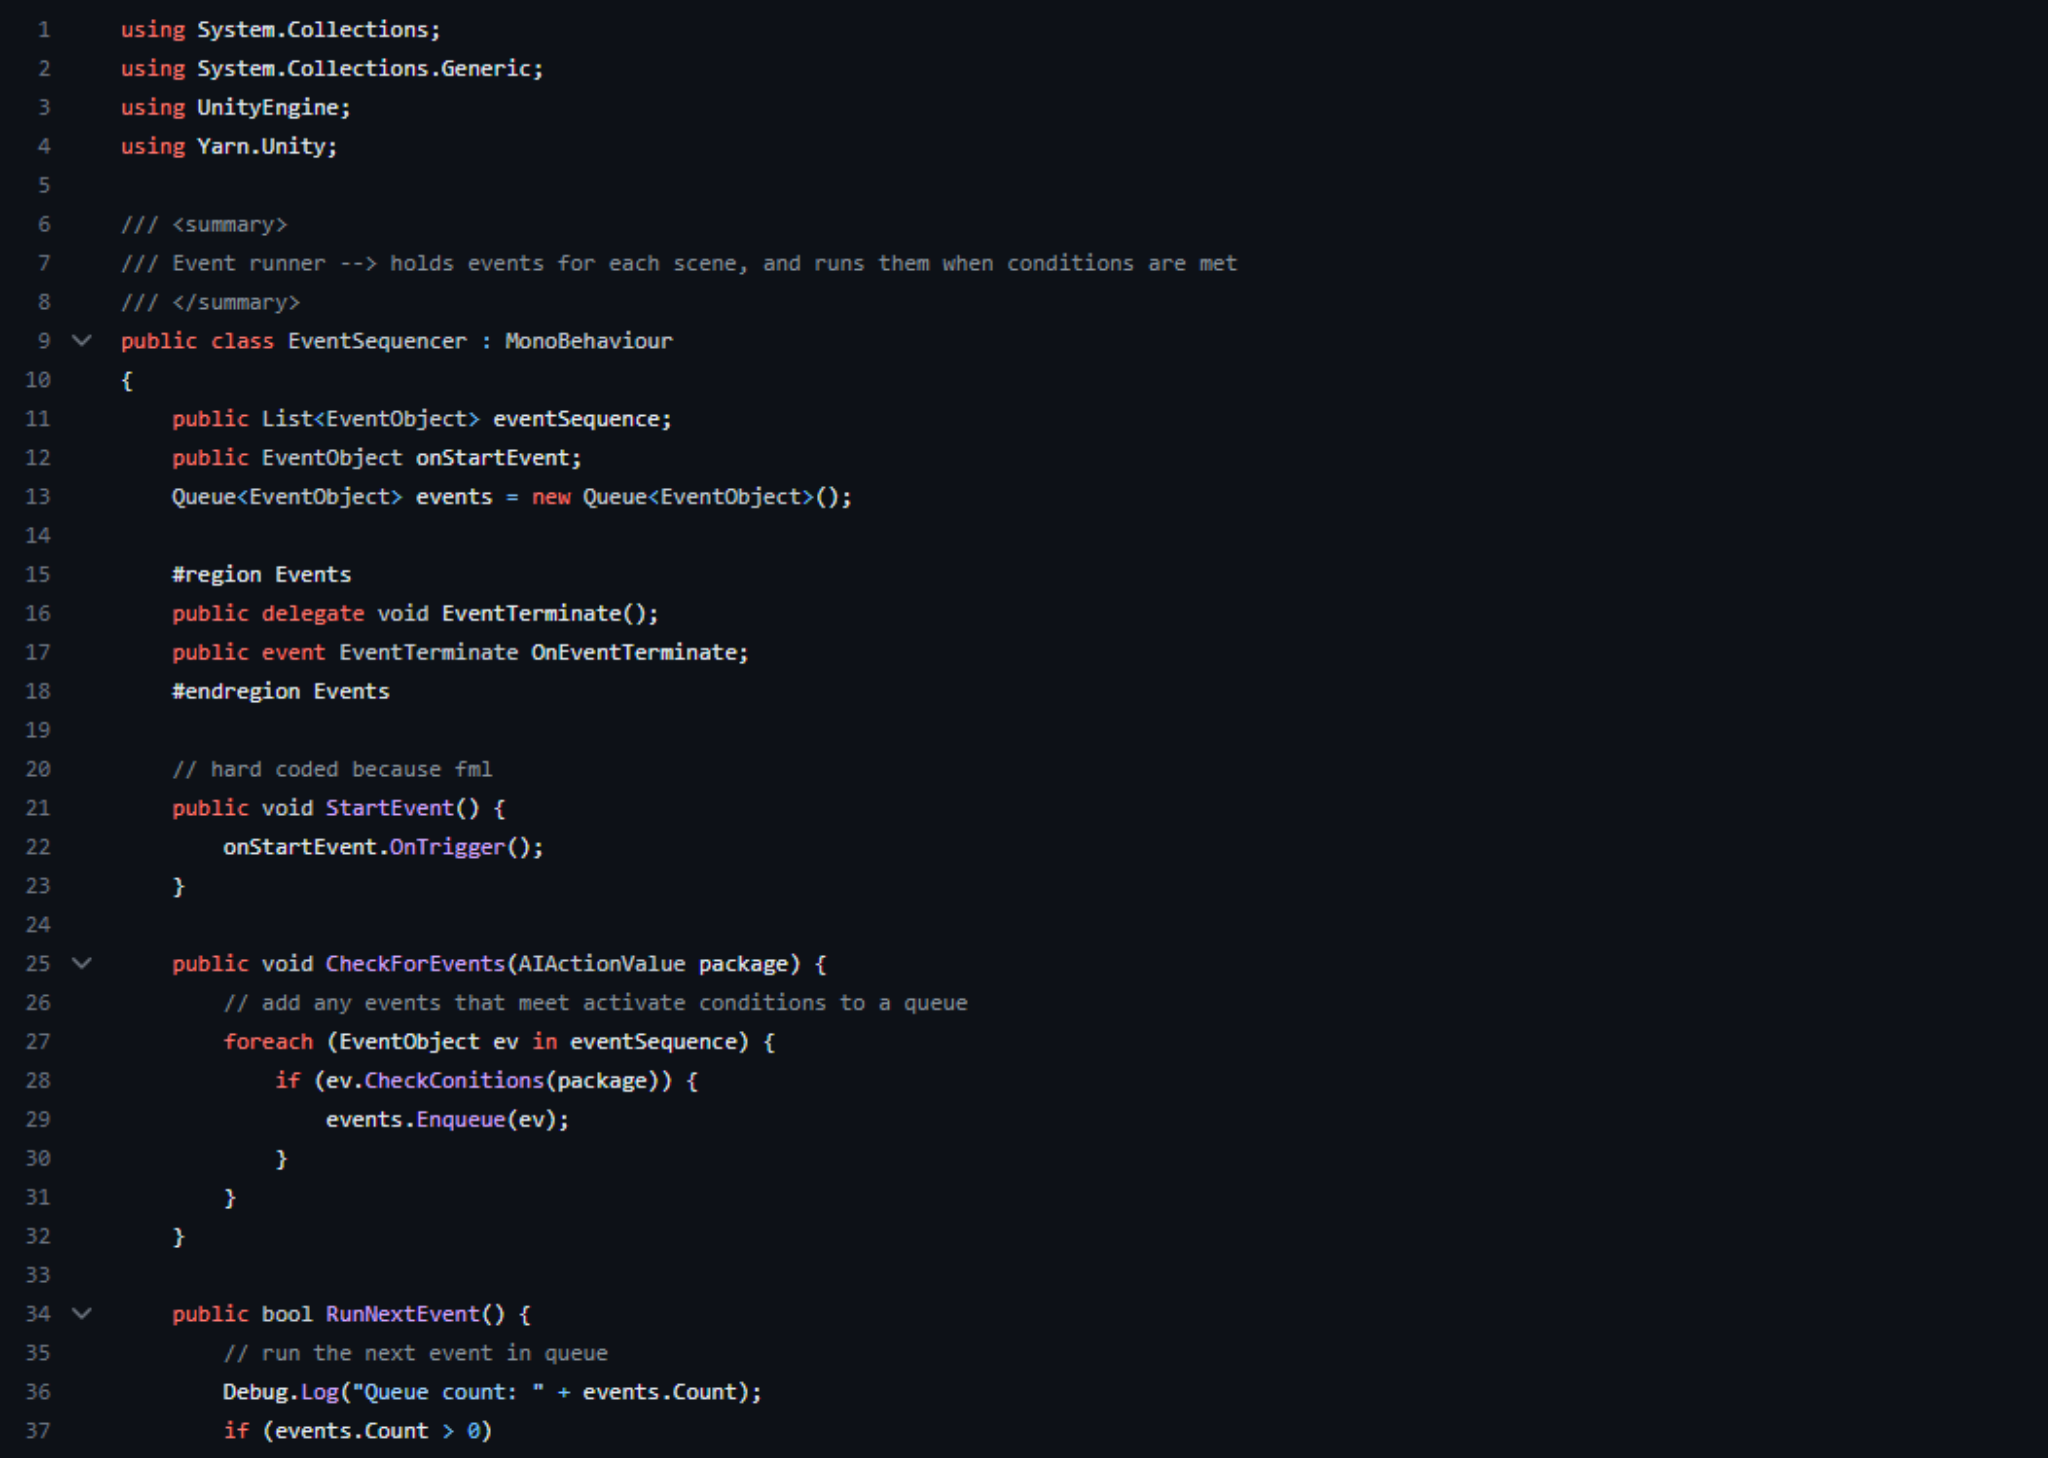 1 using System.Collections;
2 using System.Collections.Generic;
3 using UnityEngine;
4 using Yarn.Unity;
5
6 /// <summary>
7 /// Event runner --> holds events for each scene, and runs them when conditions are met
8 /// </summary>
9 public class EventSequencer : MonoBehaviour
10 {
11     public List<EventObject> eventSequence;
12     public EventObject onStartEvent;
13     Queue<EventObject> events = new Queue<EventObject>();
14
15     #region Events
16     public delegate void EventTerminate();
17     public event EventTerminate OnEventTerminate;
18     #endregion Events
19
20     // hard coded because fml
21     public void StartEvent() {
22         onStartEvent.OnTrigger();
23     }
24
25     public void CheckForEvents(AIActionValue package) {
26         // add any events that meet activate conditions to a queue
27         foreach (EventObject ev in eventSequence) {
28             if (ev.CheckConitions(package)) {
29                 events.Enqueue(ev);
30             }
31         }
32     }
33
34     public bool RunNextEvent() {
35         // run the next event in queue
36         Debug.Log("Queue count: " + events.Count);
37         if (events.Count > 0)